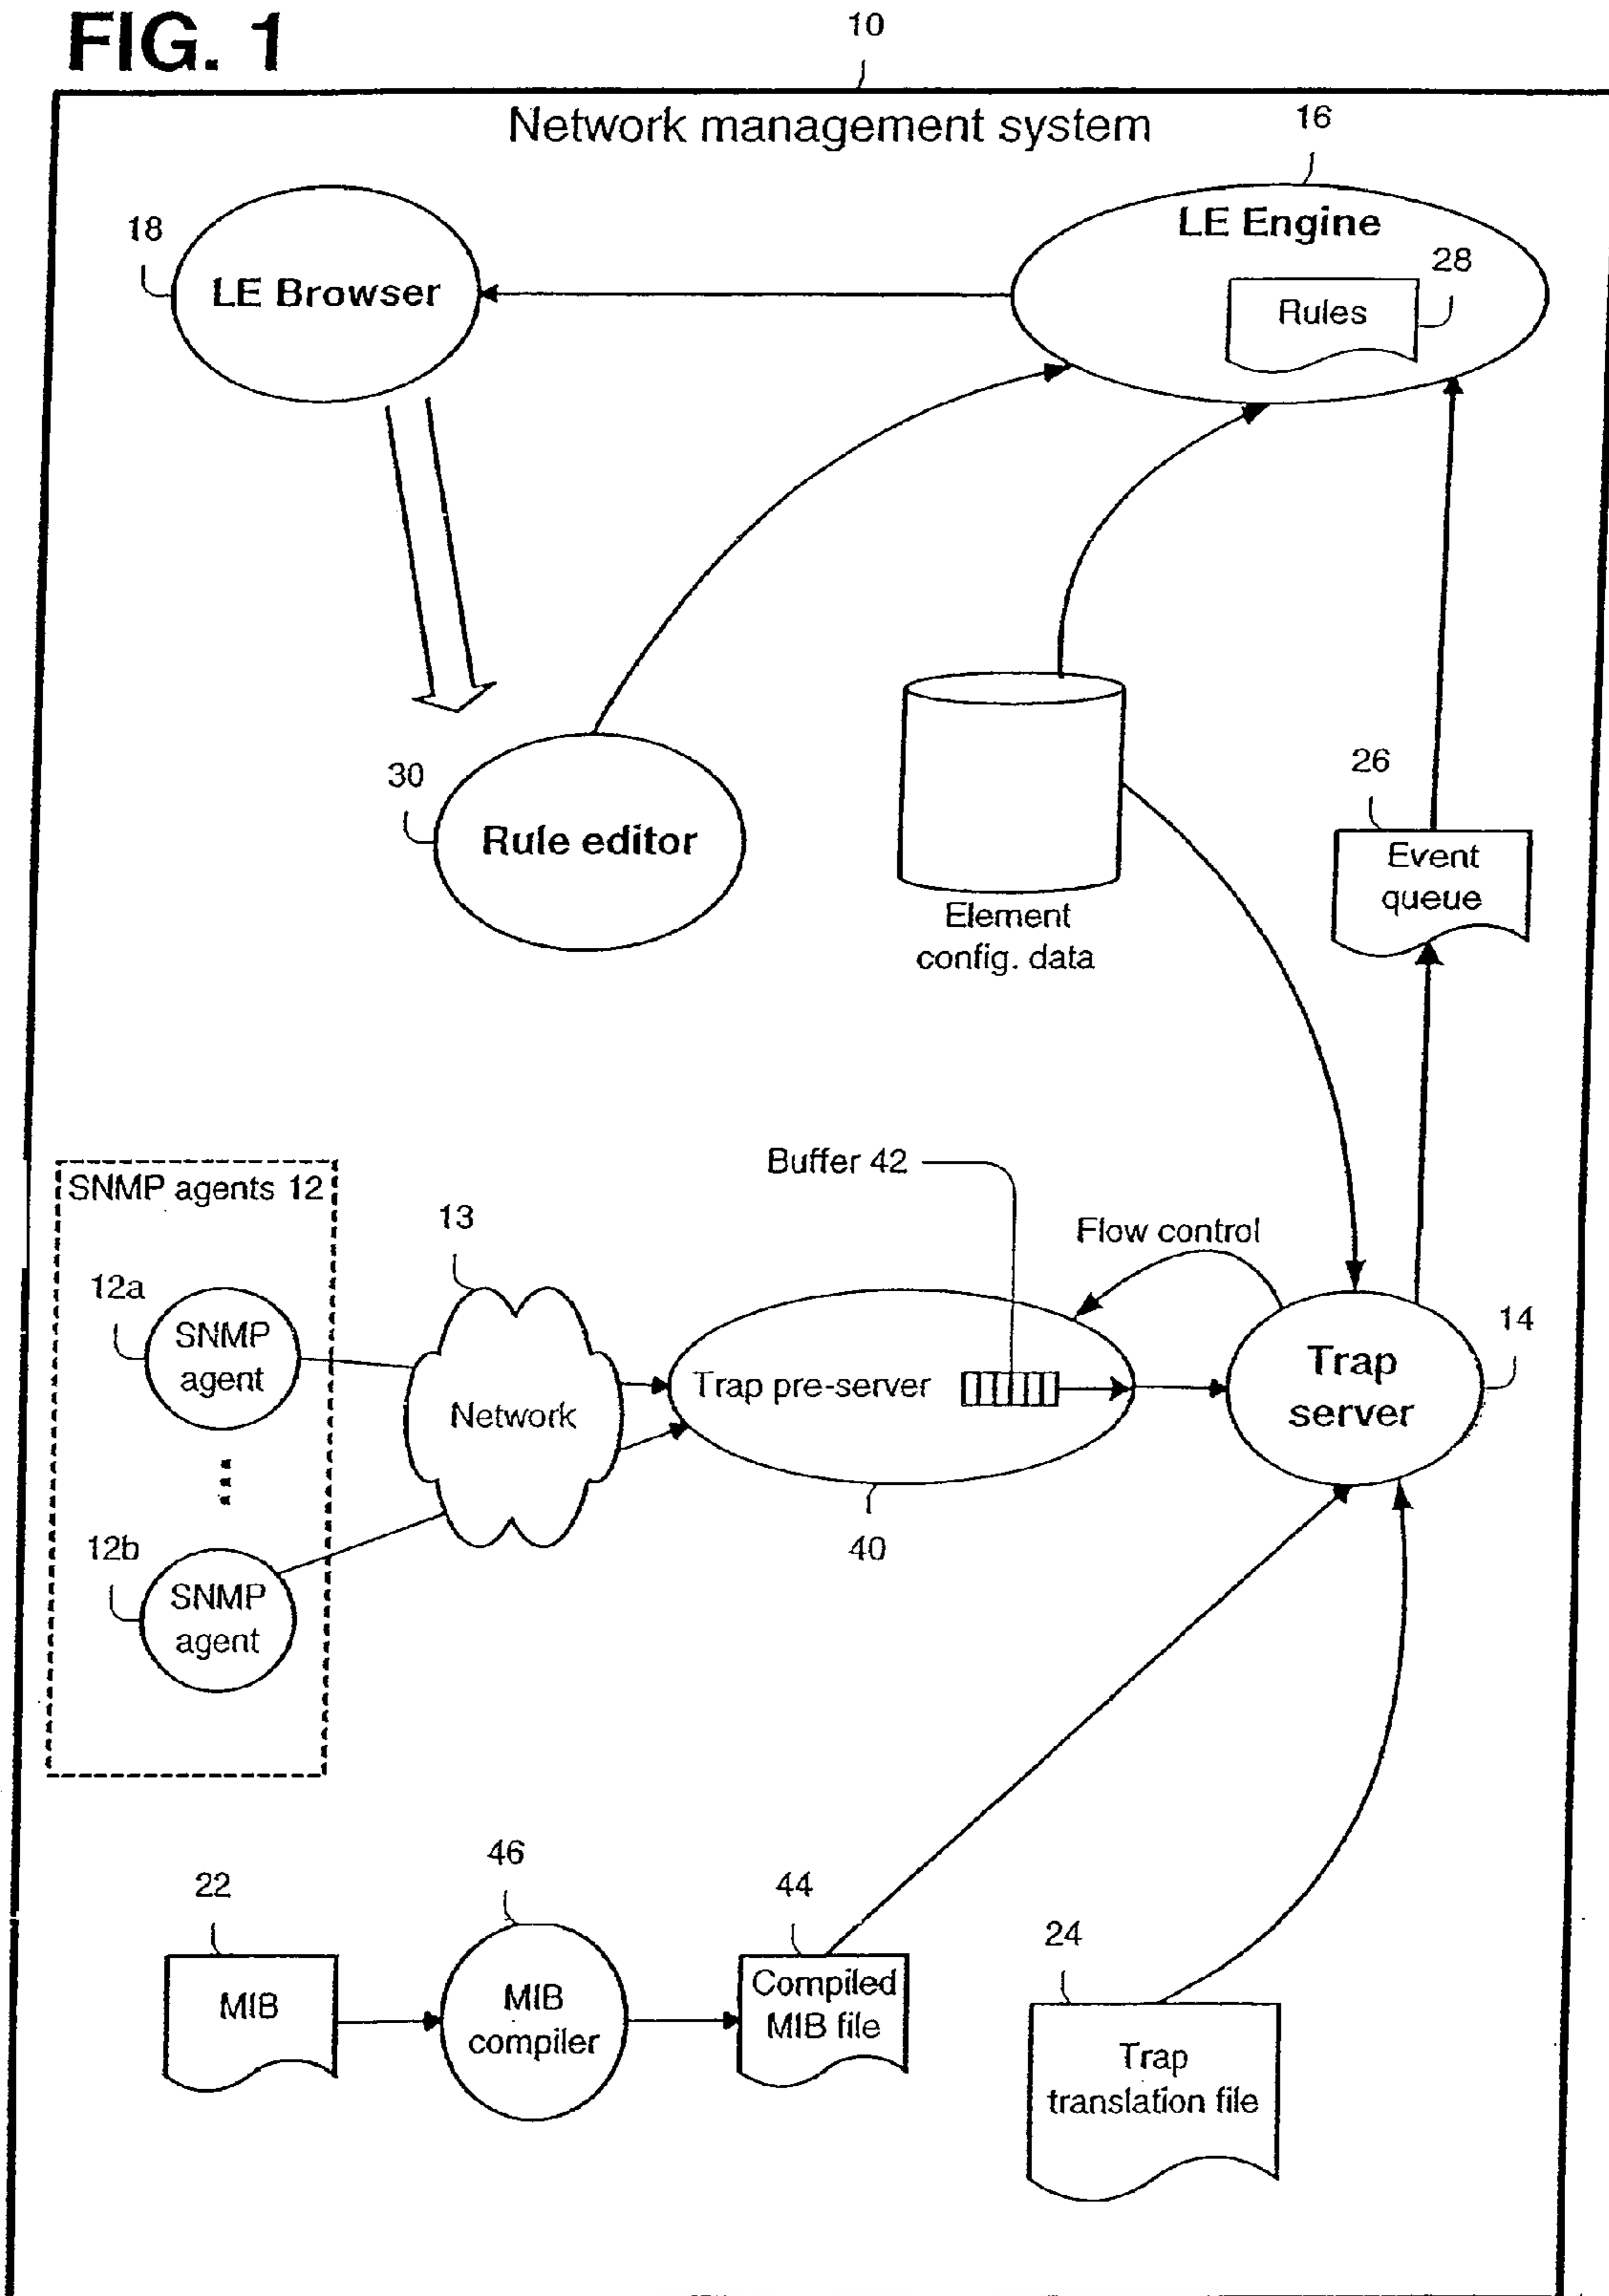 FIG. 1
10
Network management system
16
18
LE Engine
28
LE Browser
Rules
30
26
Rule editor
Event
queue
Element
config. data
Buffer 42
SNMP agents 12
13
Flow control
12a
14
SNMP
agent
Trap pre-server
Trap
server
Network
12b
40
SNMP
agent
46
22
44
24
MIB
MIB
compiler
Compiled
MIB file
Trap
translation file